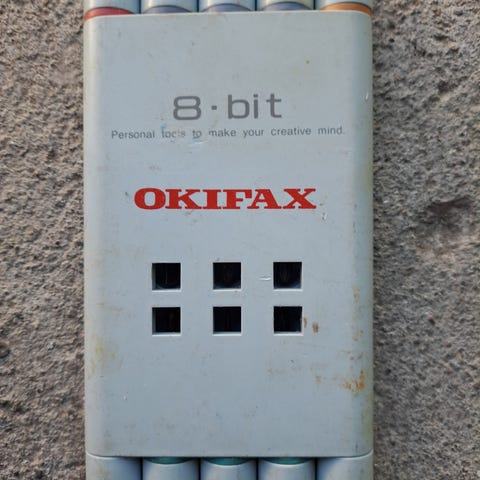 8·bit
Personal tools to make your creative mind.
OKIFAX